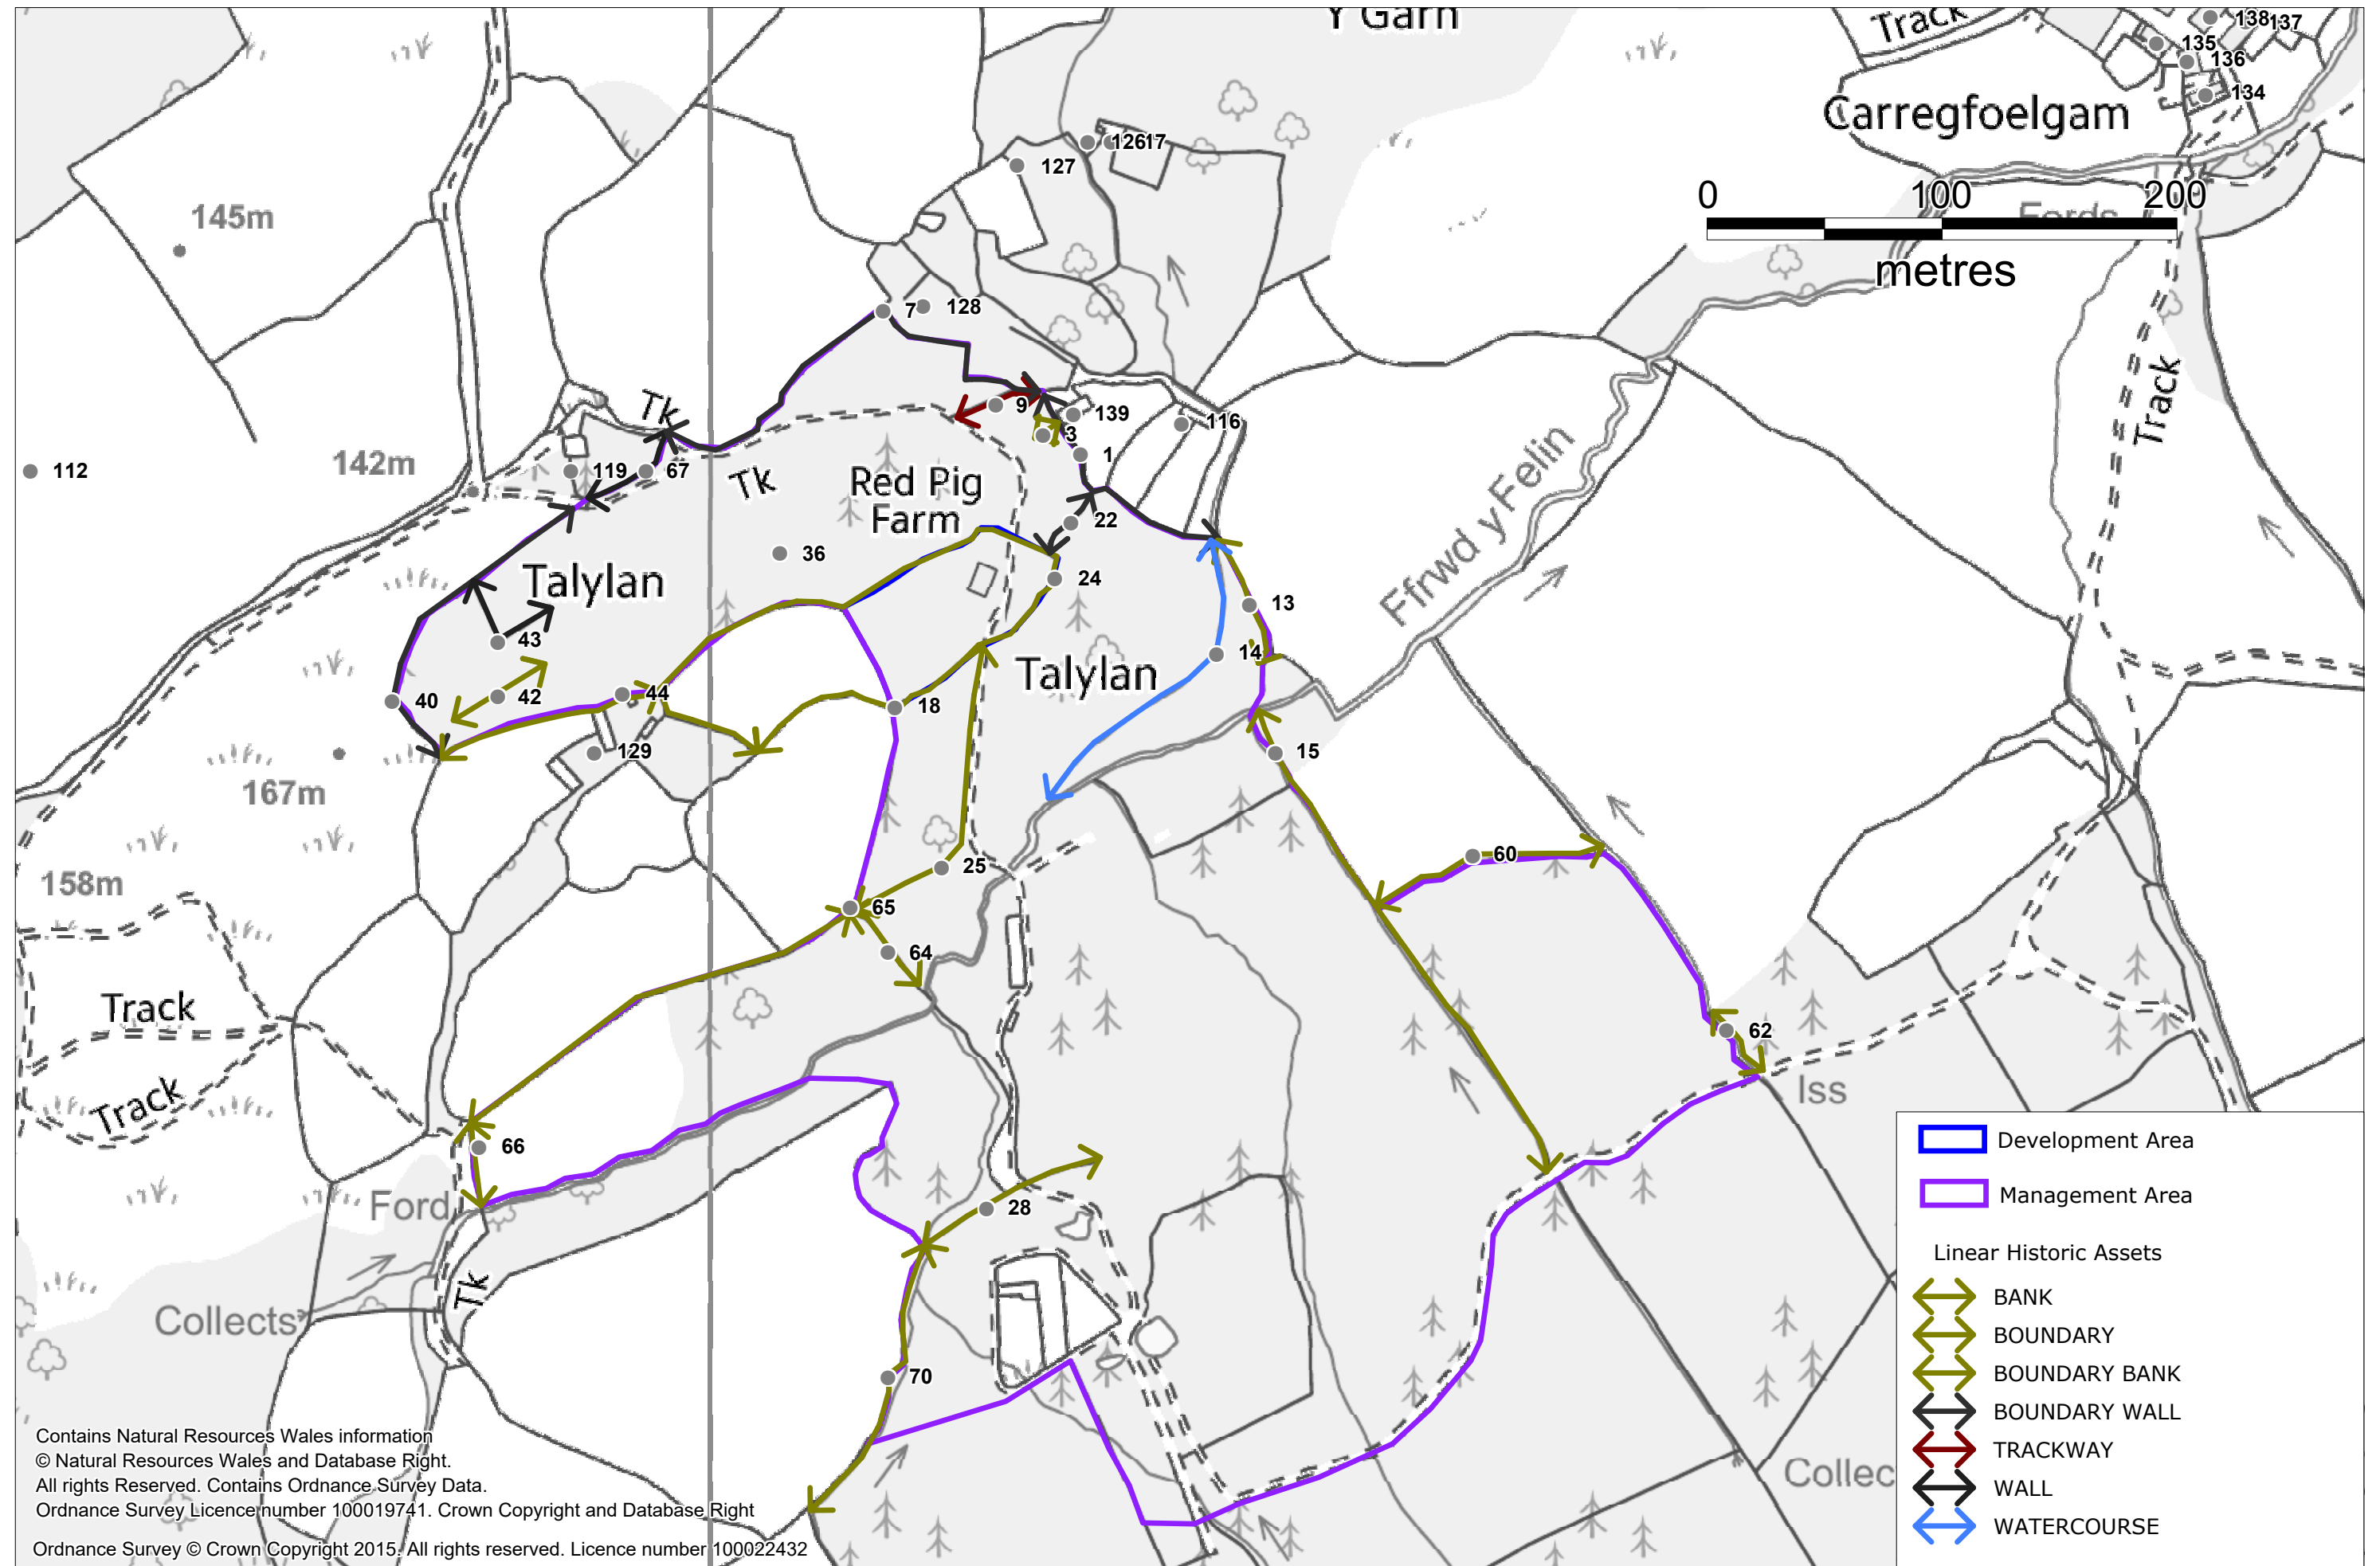 Y Garn
Track
138
137
135
136
134
Carregfoelgam
126
17
127
145m
0
100
200
Fords
metres
7
128
Tk
9
139
3
116
1
Track
142m
112
119
67
Tk
Red Pig
Farm
22
Ffrwd y Felin
36
Talylan
24
13
43
14
Talylan
44
42
40
18
129
15
167m
60
25
158m
65
64
Track
62
Track
Iss
66
Ford
28
Tk
Collects
70
Collec
Development Area
Management Area
Linear Historic Assets
BANK
BOUNDARY
BOUNDARY BANK
BOUNDARY WALL
TRACKWAY
WALL
WATERCOURSE
Contains Natural Resources Wales information
© Natural Resources Wales and Database Right.
All rights Reserved. Contains Ordnance Survey Data.
Ordnance Survey Licence number 100019741. Crown Copyright and Database Right
Ordnance Survey © Crown Copyright 2015. All rights reserved. Licence number 100022432